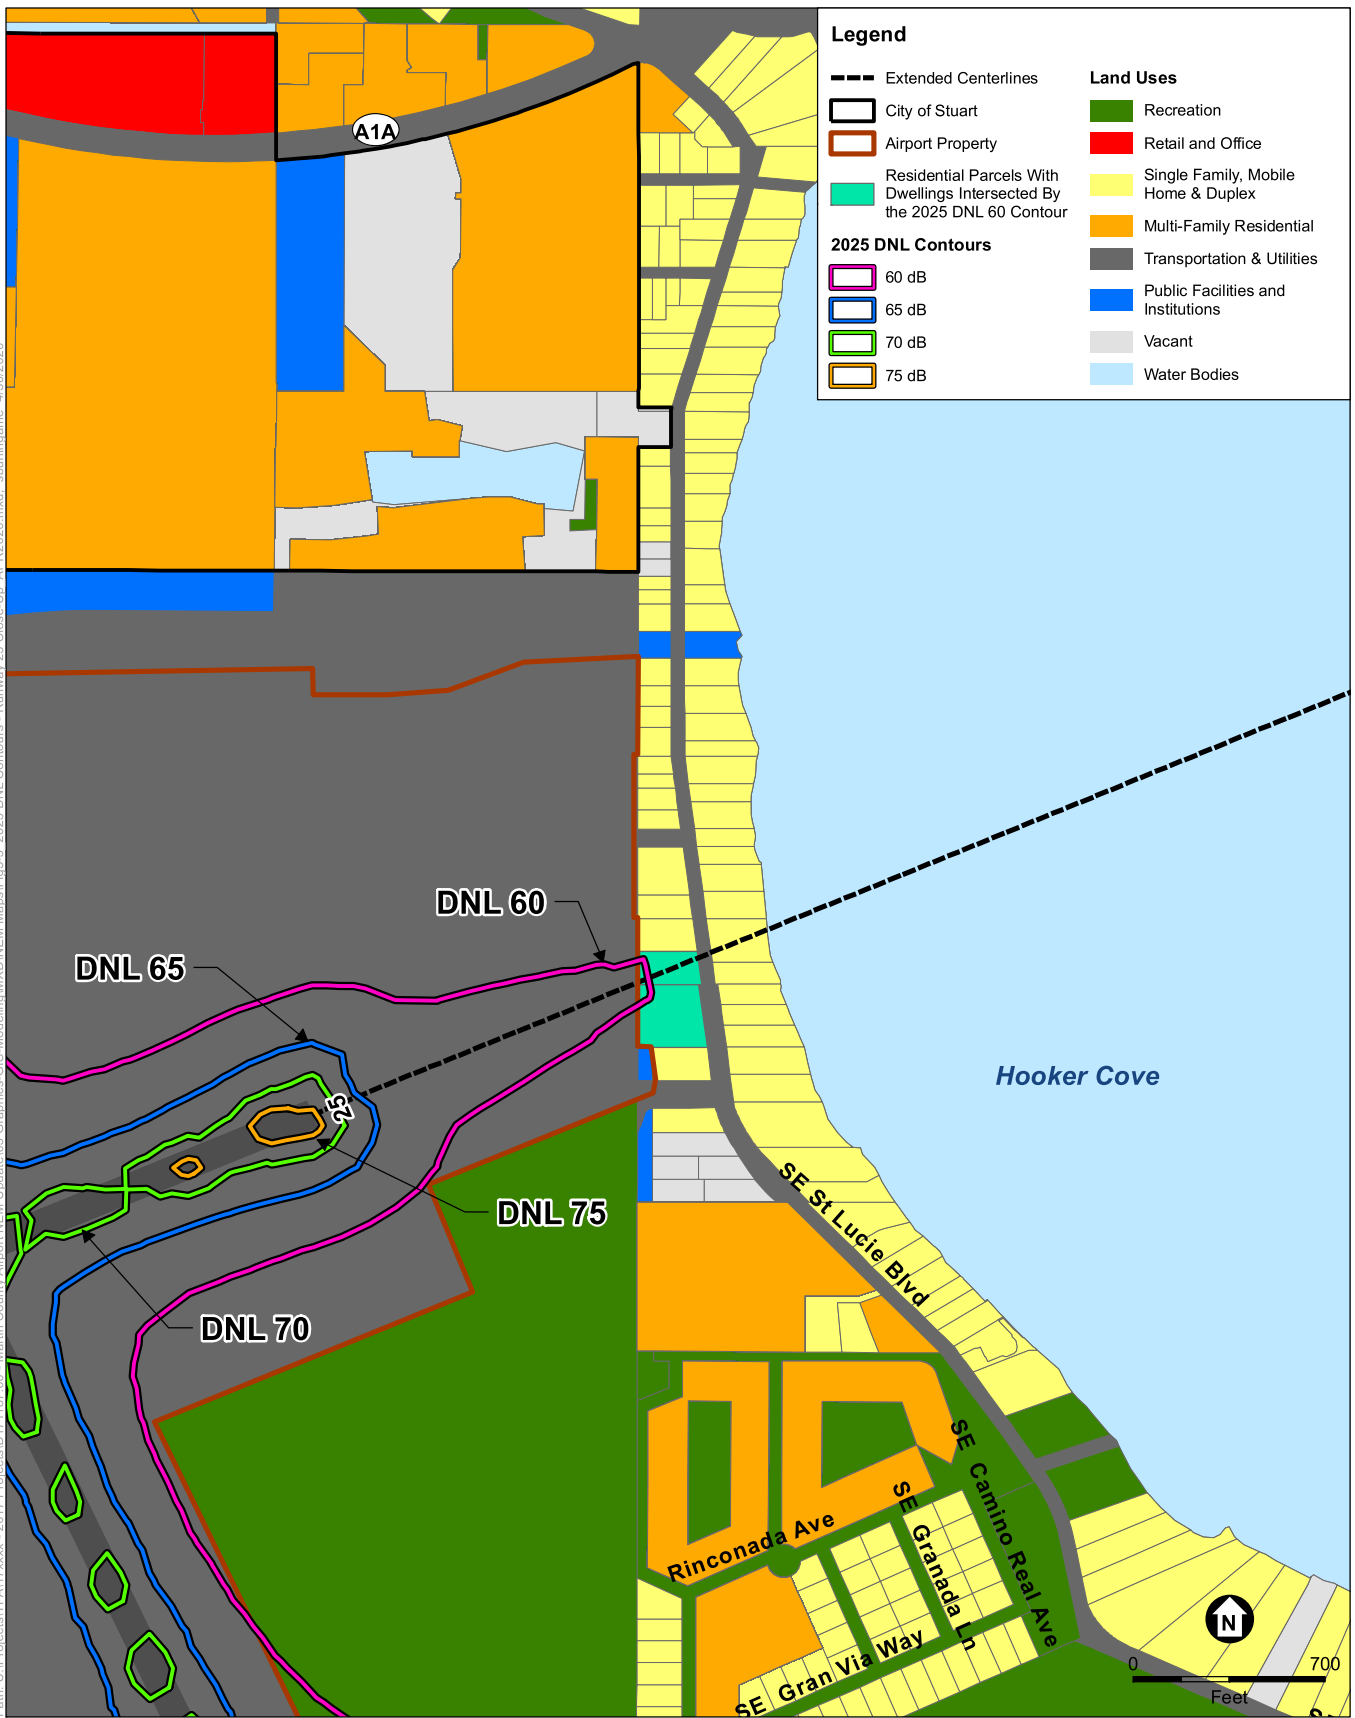 Legend
Extended Centerlines
City of Stuart
Airport Property
Residential Parcels With
Dwellings Intersected By
the 2025 DNL 60 Contour
2025 DNL Contours
60 dB
65 dB
70 dB
75 dB
Land Uses
Recreation
Retail and Office
Single Family, Mobile
Home & Duplex
Multi-Family Residential
Transportation & Utilities
Public Facilities and
Institutions
Vacant
Water Bodies
A1A
DNL 60
DNL 65
25
DNL 75
DNL 70
Hooker Cove
SE St Lucie Blvd
SE Camino Real Ave
SE Granada Ln
Rinconada Ave
SE Gran Via Way
N
0 700
Feet